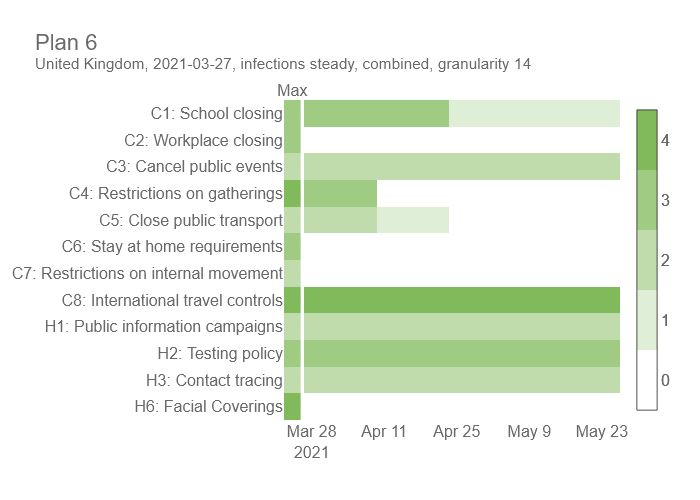 Plan 6
United Kingdom, 2021-03-27, infections steady, combined, granularity 14
Max
C1: School closing
C2: Workplace closing
C3: Cancel public events
C4: Restrictions on gatherings
C5: Close public transport
C6: Stay at home requirements
C7: Restrictions on internal movement
C8: International travel controls
H1: Public information campaigns
H2: Testing policy
H3: Contact tracing
H6: Facial Coverings
Mar 28 Apr 11 Apr 25 May 9 May 23
2021
4
3
2
1
0